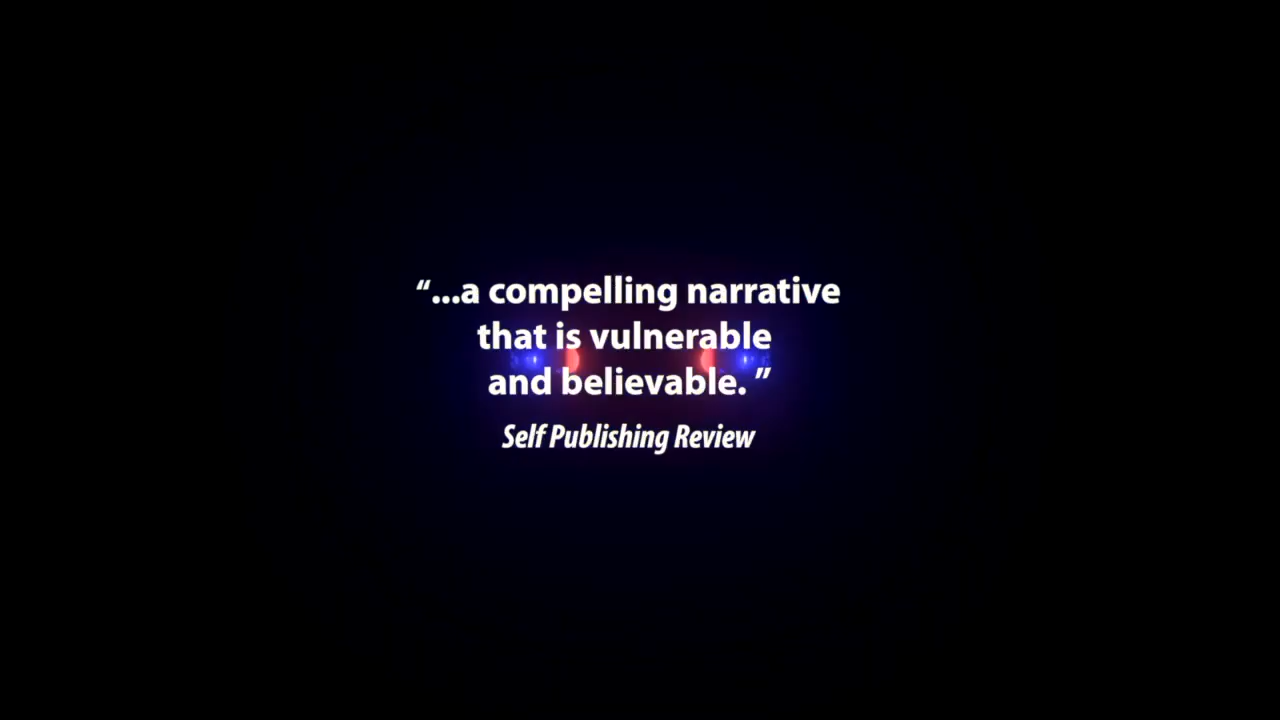 “...a compelling narrative
that is vulnerable
and believable. ”
Self Publishing Review